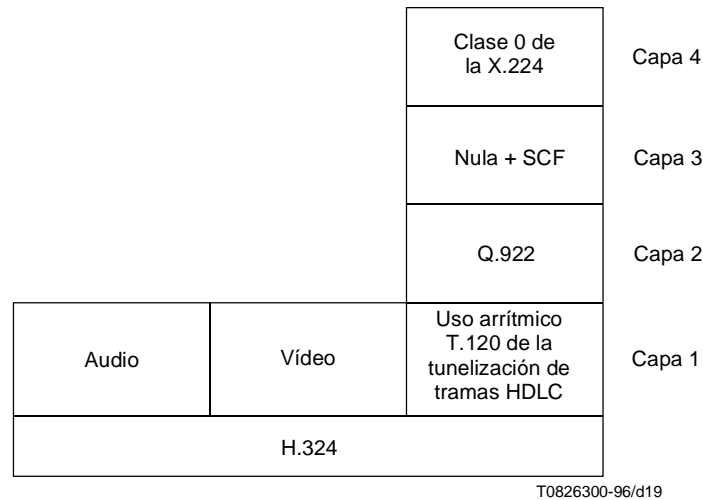 Clase 0 de
la X.224
Capa 4
Nula + SCF
Capa 3
Q.922
Capa 2
Audio
Vídeo
Uso arrítmico
T.120 de la
tunelización de
tramas HDLC
Capa 1
H.324
T0826300-96/d19